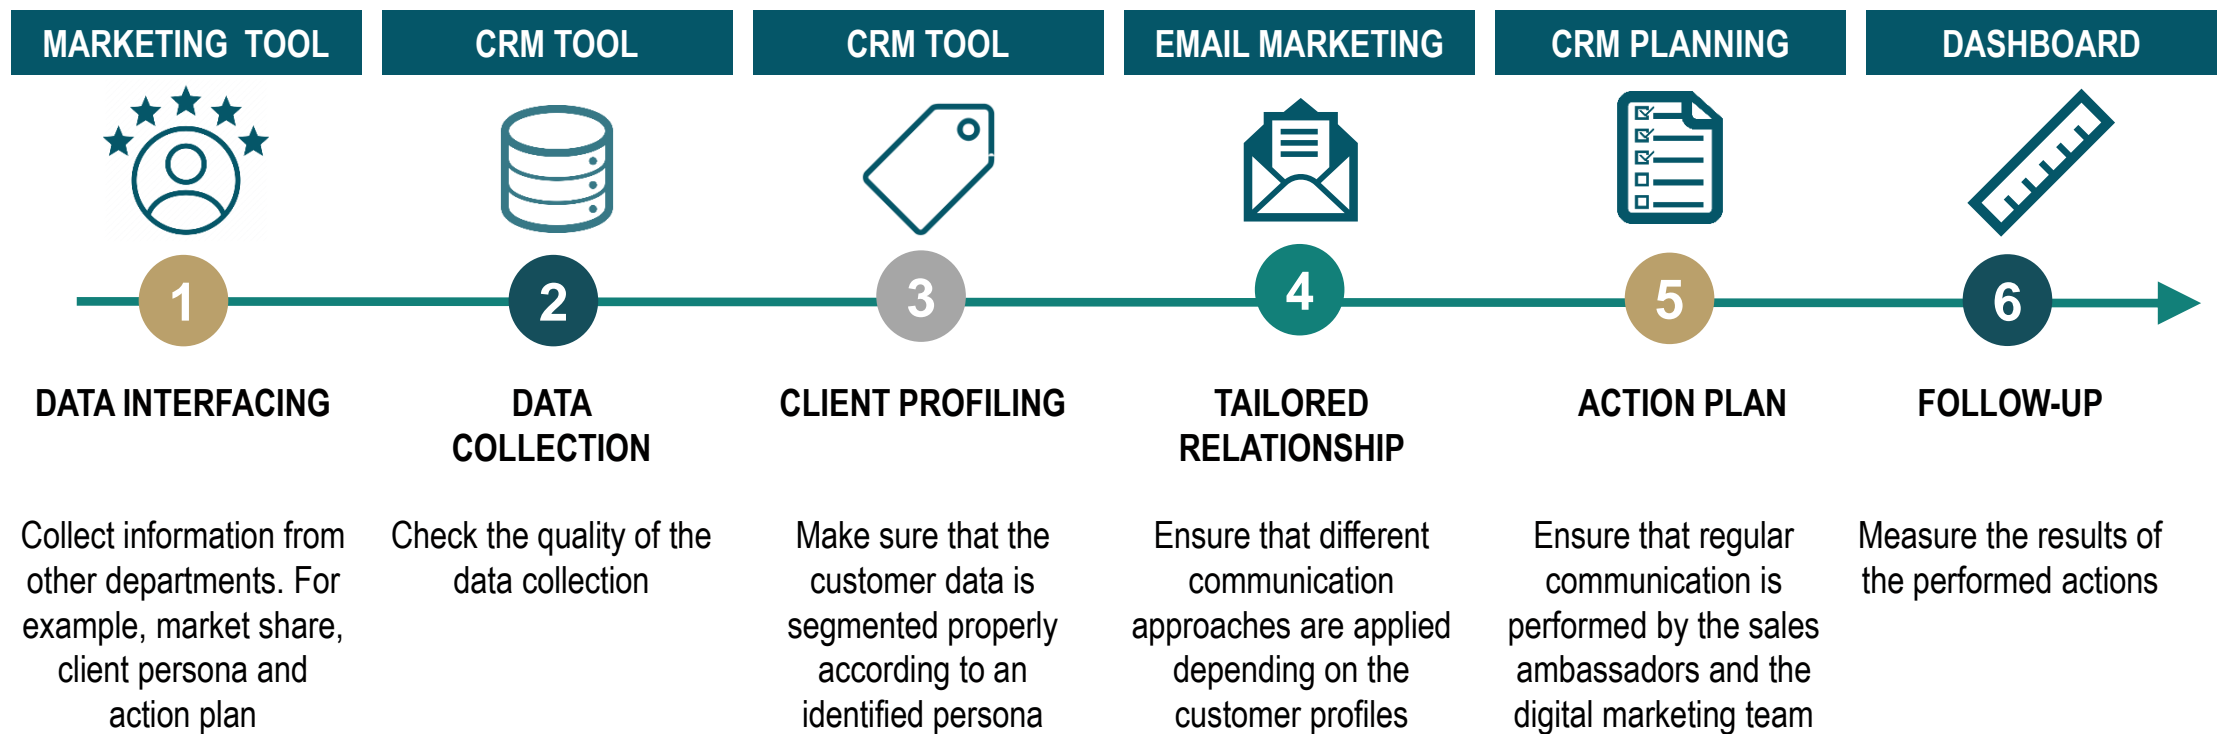 MARKETING TOOL
CRM TOOL
CRM TOOL
EMAIL MARKETING
CRM PLANNING
DASHBOARD
1
2
3
4
5
6
DATA INTERFACING
DATA
COLLECTION
CLIENT PROFILING
TAILORED
RELATIONSHIP
ACTION PLAN
FOLLOW-UP
Collect information from
other departments. For
example, market share,
client persona and
action plan
Check the quality of the
data collection
Make sure that the
customer data is
segmented properly
according to an
identified persona
Ensure that different
communication
approaches are applied
depending on the
customer profiles
Ensure that regular
communication is
performed by the sales
ambassadors and the
digital marketing team
Measure the results of
the performed actions